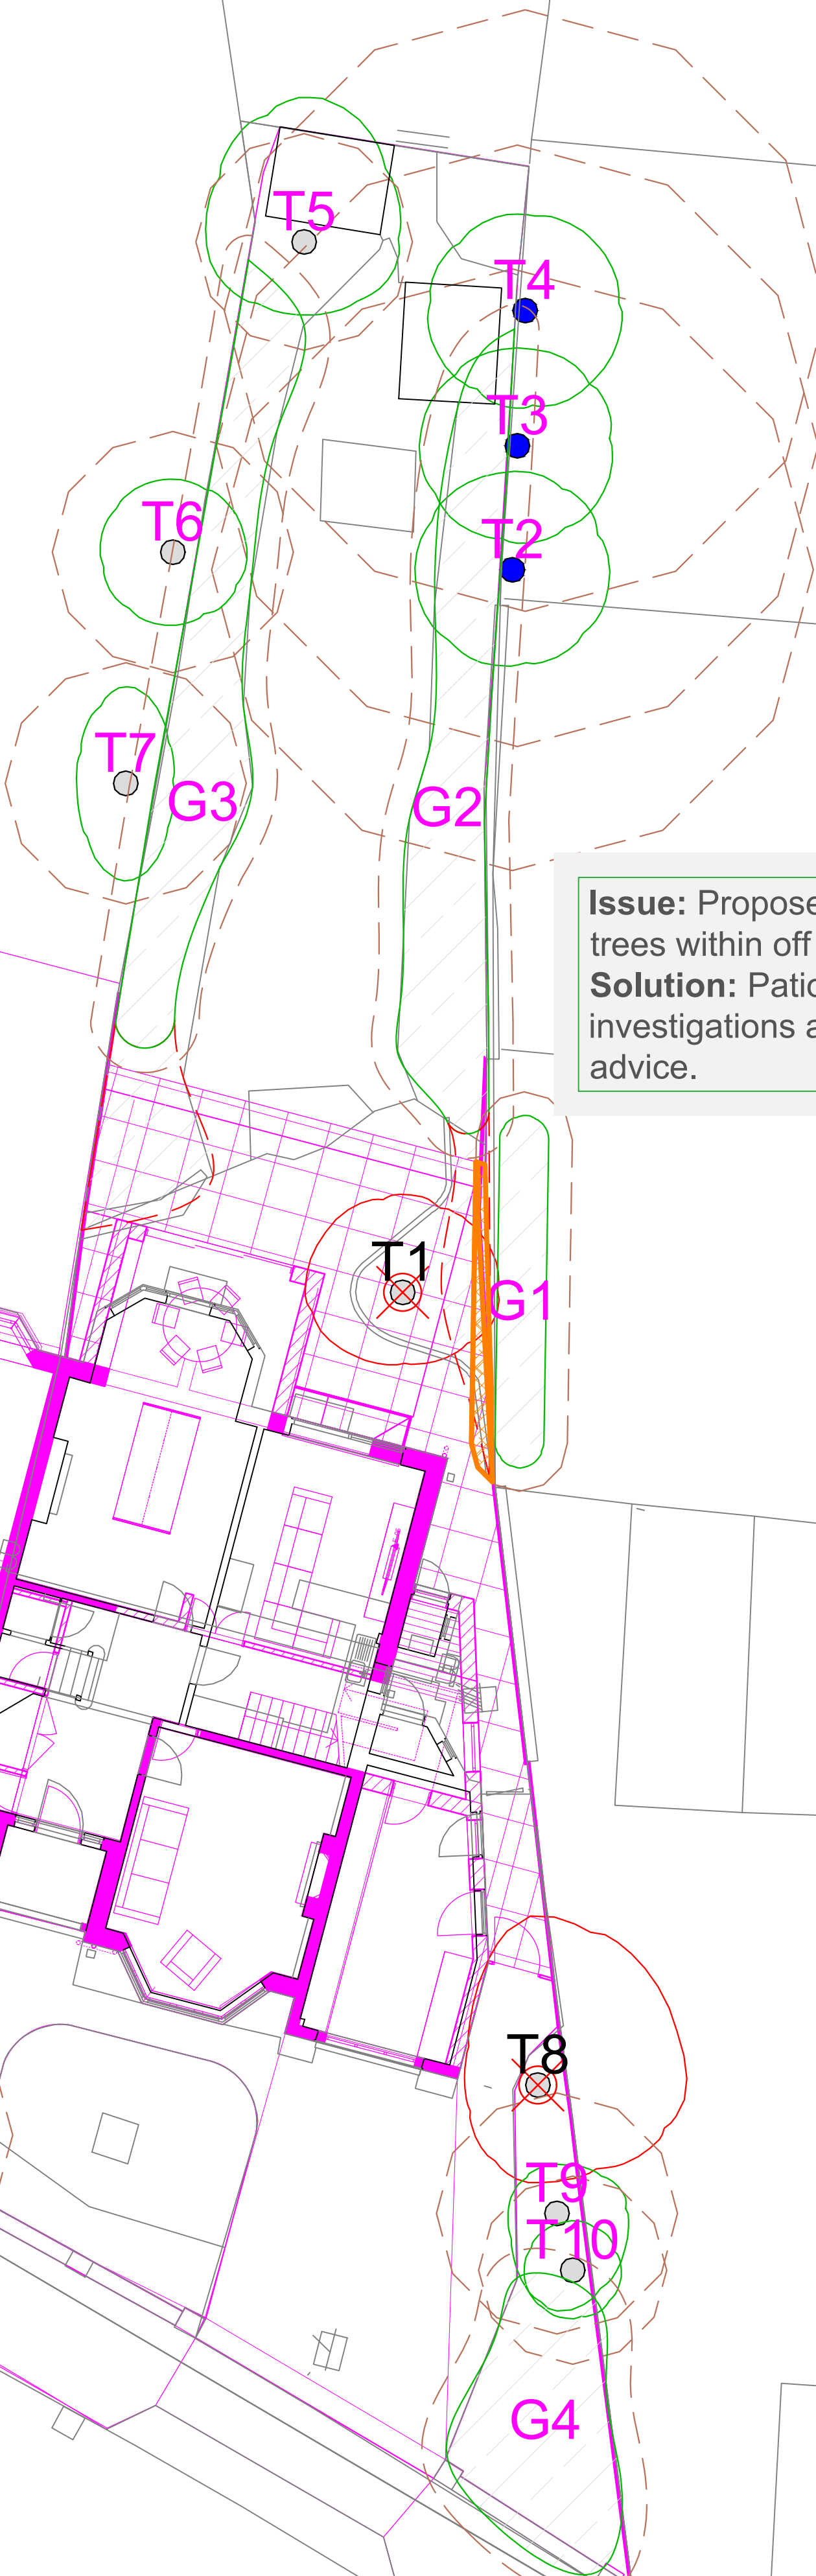 T5
T4
T3
T6
T2
T7
G3
G2
Issue: Propose
trees within off
Solution: Patio
investigations a
advice.
T1
G1
T8
T9
T10
G4